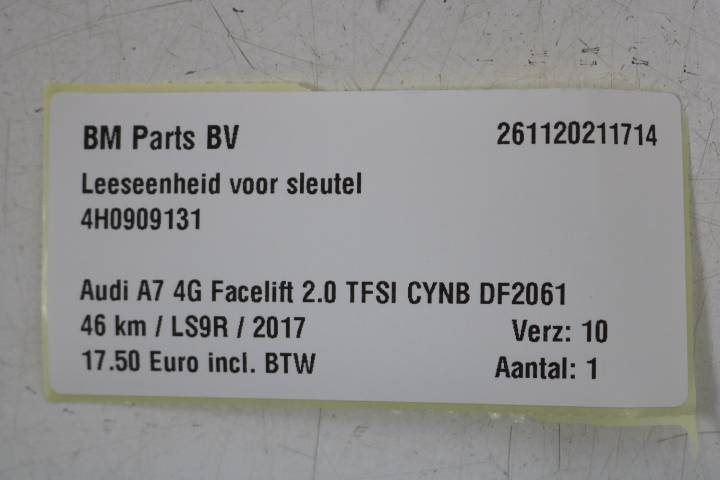 BM Parts BV 261120211714
Leeseenheid voor sleutel
4H0909131
Audi A7 4G Facelift 2.0 TFSI CYNB DF2061
46 km / LS9R / 2017 Verz: 10
17.50 Euro incl. BTW Aantal: 1